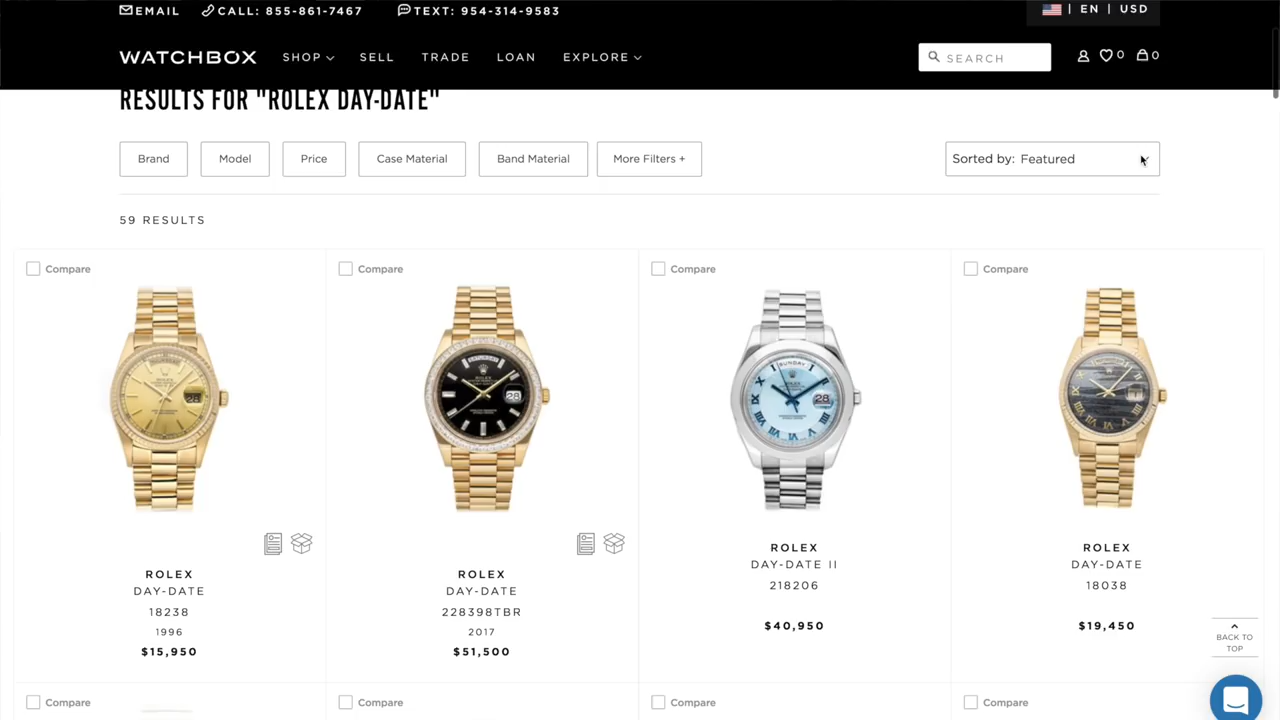 EMAIL CALL: 855-861-7467 TEXT: 954-314-9583 | EN | USD
WATCHBOX SHOP SELL TRADE LOAN EXPLORE SEARCH 0 0
RESULTS FOR "ROLEX DAY-DATE"
Brand Model Price Case Material Band Material More Filters + Sorted by: Featured
59 RESULTS
Compare Compare Compare Compare
ROLEX
DAY-DATE
18238
1996
$15,950
ROLEX
DAY-DATE
228398TBR
2017
$51,500
SUNDAY
28
ROLEX
DAY-DATE II
218206
$40,950
ROLEX
DAY-DATE
18038
$19,450
BACK TO
TOP
Compare Compare Compare Compare